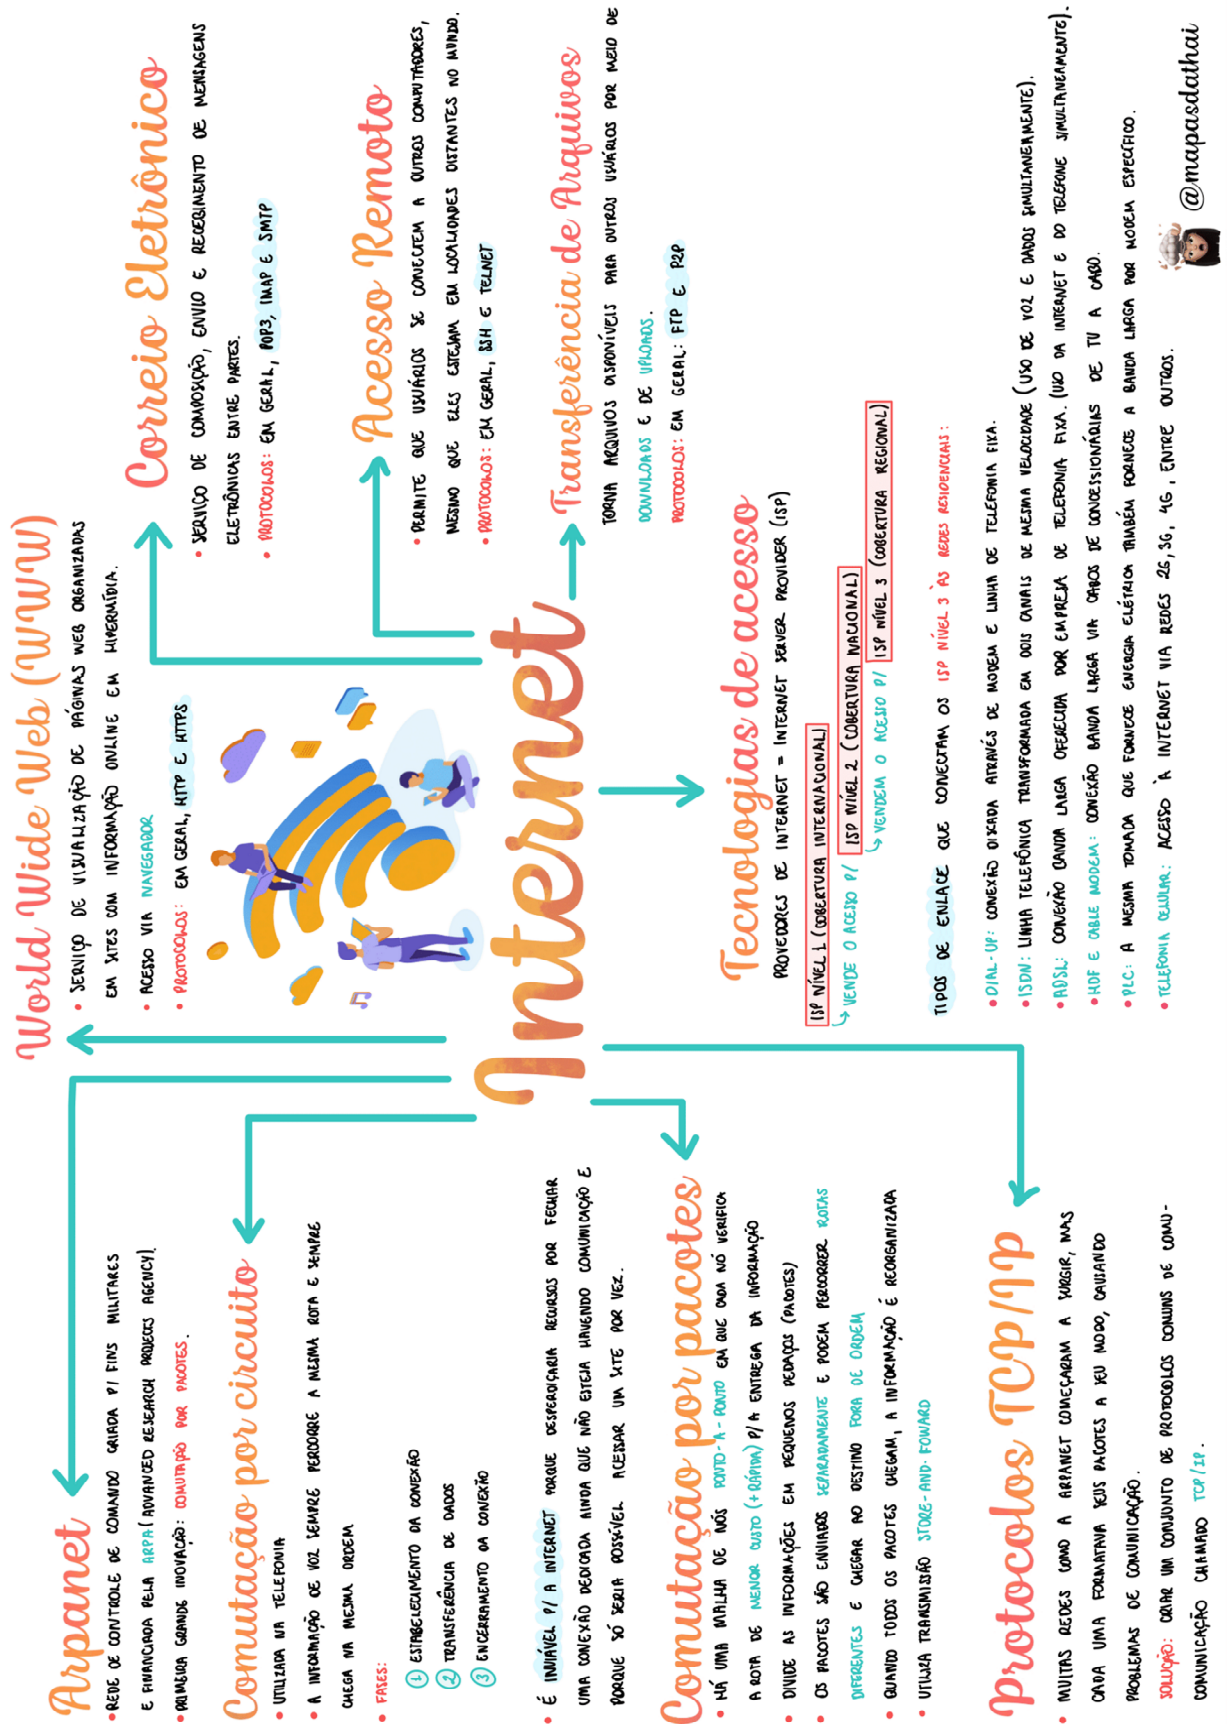 Arpanet
• REDE DE CONTROLE DE COMANDO CRIADA P/ FINS MILITARES
E FINANCIADA PELA ARPA (ADVANCED RESEARCH PROJECTS AGENCY).
• PRIMEIRA GRANDE INOVAÇÃO: COMUTAÇÃO POR PACOTES.
Comutação por circuito
• UTILIZADA NA TELEFONIA
• A INFORMAÇÃO DE VOZ SEMPRE PERCORRE A MESMA ROTA E SEMPRE
CHEGA NA MESMA ORDEM
• FASES:
1 ESTABELECIMENTO DA CONEXÃO
2 TRANSFERÊNCIA DE DADOS
3 ENCERRAMENTO DA CONEXÃO
• É INVIÁVEL P/ A INTERNET PORQUE DESPERDIÇARIA RECURSOS POR FECHAR
UMA CONEXÃO DEDICADA AINDA QUE NÃO ESTEJA HAVENDO COMUNICAÇÃO E
PORQUE SÓ SERIA POSSÍVEL ACESSAR UM SITE POR VEZ.
Comutação por pacotes
• HÁ UMA MALHA DE NÓS PONTO-A-PONTO EM QUE CADA NÓ VERIFICA
A ROTA DE MENOR CUSTO (+RÁPIDA) P/ A ENTREGA DA INFORMAÇÃO
• DIVIDE AS INFORMAÇÕES EM PEQUENOS PEDAÇOS (PACOTES)
• OS PACOTES SÃO ENVIADOS SEPARADAMENTE E PODEM PERCORRER ROTAS
DIFERENTES E CHEGAR AO DESTINO FORA DE ORDEM
• QUANDO TODOS OS PACOTES CHEGAM, A INFORMAÇÃO É REORGANIZADA
• UTILIZA TRANSMISSÃO STORE-AND-FOWARD
Protocolos TCP/IP
• MUITAS REDES COMO A ARPANET COMEÇARAM A SURGIR, MAS
CADA UMA FORMATAVA SEUS PACOTES A SEU MODO, CAUSANDO
PROBLEMAS DE COMUNICAÇÃO.
SOLUÇÃO: CRIAR UM CONJUNTO DE PROTOCOLOS COMUNS DE COMU-
COMUNICAÇÃO CHAMADO TCP/IP.
Internet
World Wide Web (WWW)
• SERVIÇO DE VISUALIZAÇÃO DE PÁGINAS WEB ORGANIZADAS
EM SITES COM INFORMAÇÃO ONLINE EM HIPERMÍDIA.
• ACESSO VIA NAVEGADOR
• PROTOCOLOS: EM GERAL, HTTP E HTTPS
Correio Eletrônico
• SERVIÇO DE COMPOSIÇÃO, ENVIO E RECEBIMENTO DE MENSAGENS
ELETRÔNICAS ENTRE PARTES.
• PROTOCOLOS: EM GERAL, POP3, IMAP E SMTP
Acesso Remoto
• PERMITE QUE USUÁRIOS SE CONECTEM A OUTROS COMPUTADORES,
MESMO QUE ELES ESTEJAM EM LOCALIDADES DISTANTES NO MUNDO.
• PROTOCOLOS: EM GERAL, SSH E TELNET
Transferência de Arquivos
TORNA ARQUIVOS DISPONÍVEIS PARA OUTROS USUÁRIOS POR MEIO DE
DOWNLOADS E DE UPLOADS.
PROTOCOLOS: EM GERAL: FTP E P2P
Tecnologias de acesso
PROVEDORES DE INTERNET = INTERNET SERVER PROVIDER (ISP)
ISP NÍVEL 1 (COBERTURA INTERNACIONAL)
VENDE O ACESSO P/ ISP NÍVEL 2 (COBERTURA NACIONAL)
VENDEM O ACESSO P/ ISP NÍVEL 3 (COBERTURA REGIONAL)
TIPOS DE ENLACE QUE CONECTAM OS ISP NÍVEL 3 ÀS REDES RESIDENCIAIS:
• DIAL-UP: CONEXÃO DISCADA ATRAVÉS DE MODEM E LINHA DE TELEFONIA FIXA.
• ISDN: LINHA TELEFÔNICA TRANSFORMADA EM DOIS CANAIS DE MESMA VELOCIDADE (USO DE VOZ E DADOS SIMULTANEAMENTE).
• ADSL: CONEXÃO BANDA LARGA OFERECIDA POR EMPRESA DE TELEFONIA FIXA. (USO DA INTERNET E DO TELEFONE SIMULTANEAMENTE).
• HDF E CABLE MODEM: CONEXÃO BANDA LARGA VIA CABOS DE CONCESSIONÁRIAS DE TV A CABO.
• PLC: A MESMA TOMADA QUE FORNECE ENERGIA ELÉTRICA TAMBÉM FORNECE A BANDA LARGA POR MODEM ESPECÍFICO.
• TELEFONIA CELULAR: ACESSO À INTERNET VIA REDES 2G, 3G, 4G, ENTRE OUTROS.
@mapasdathai